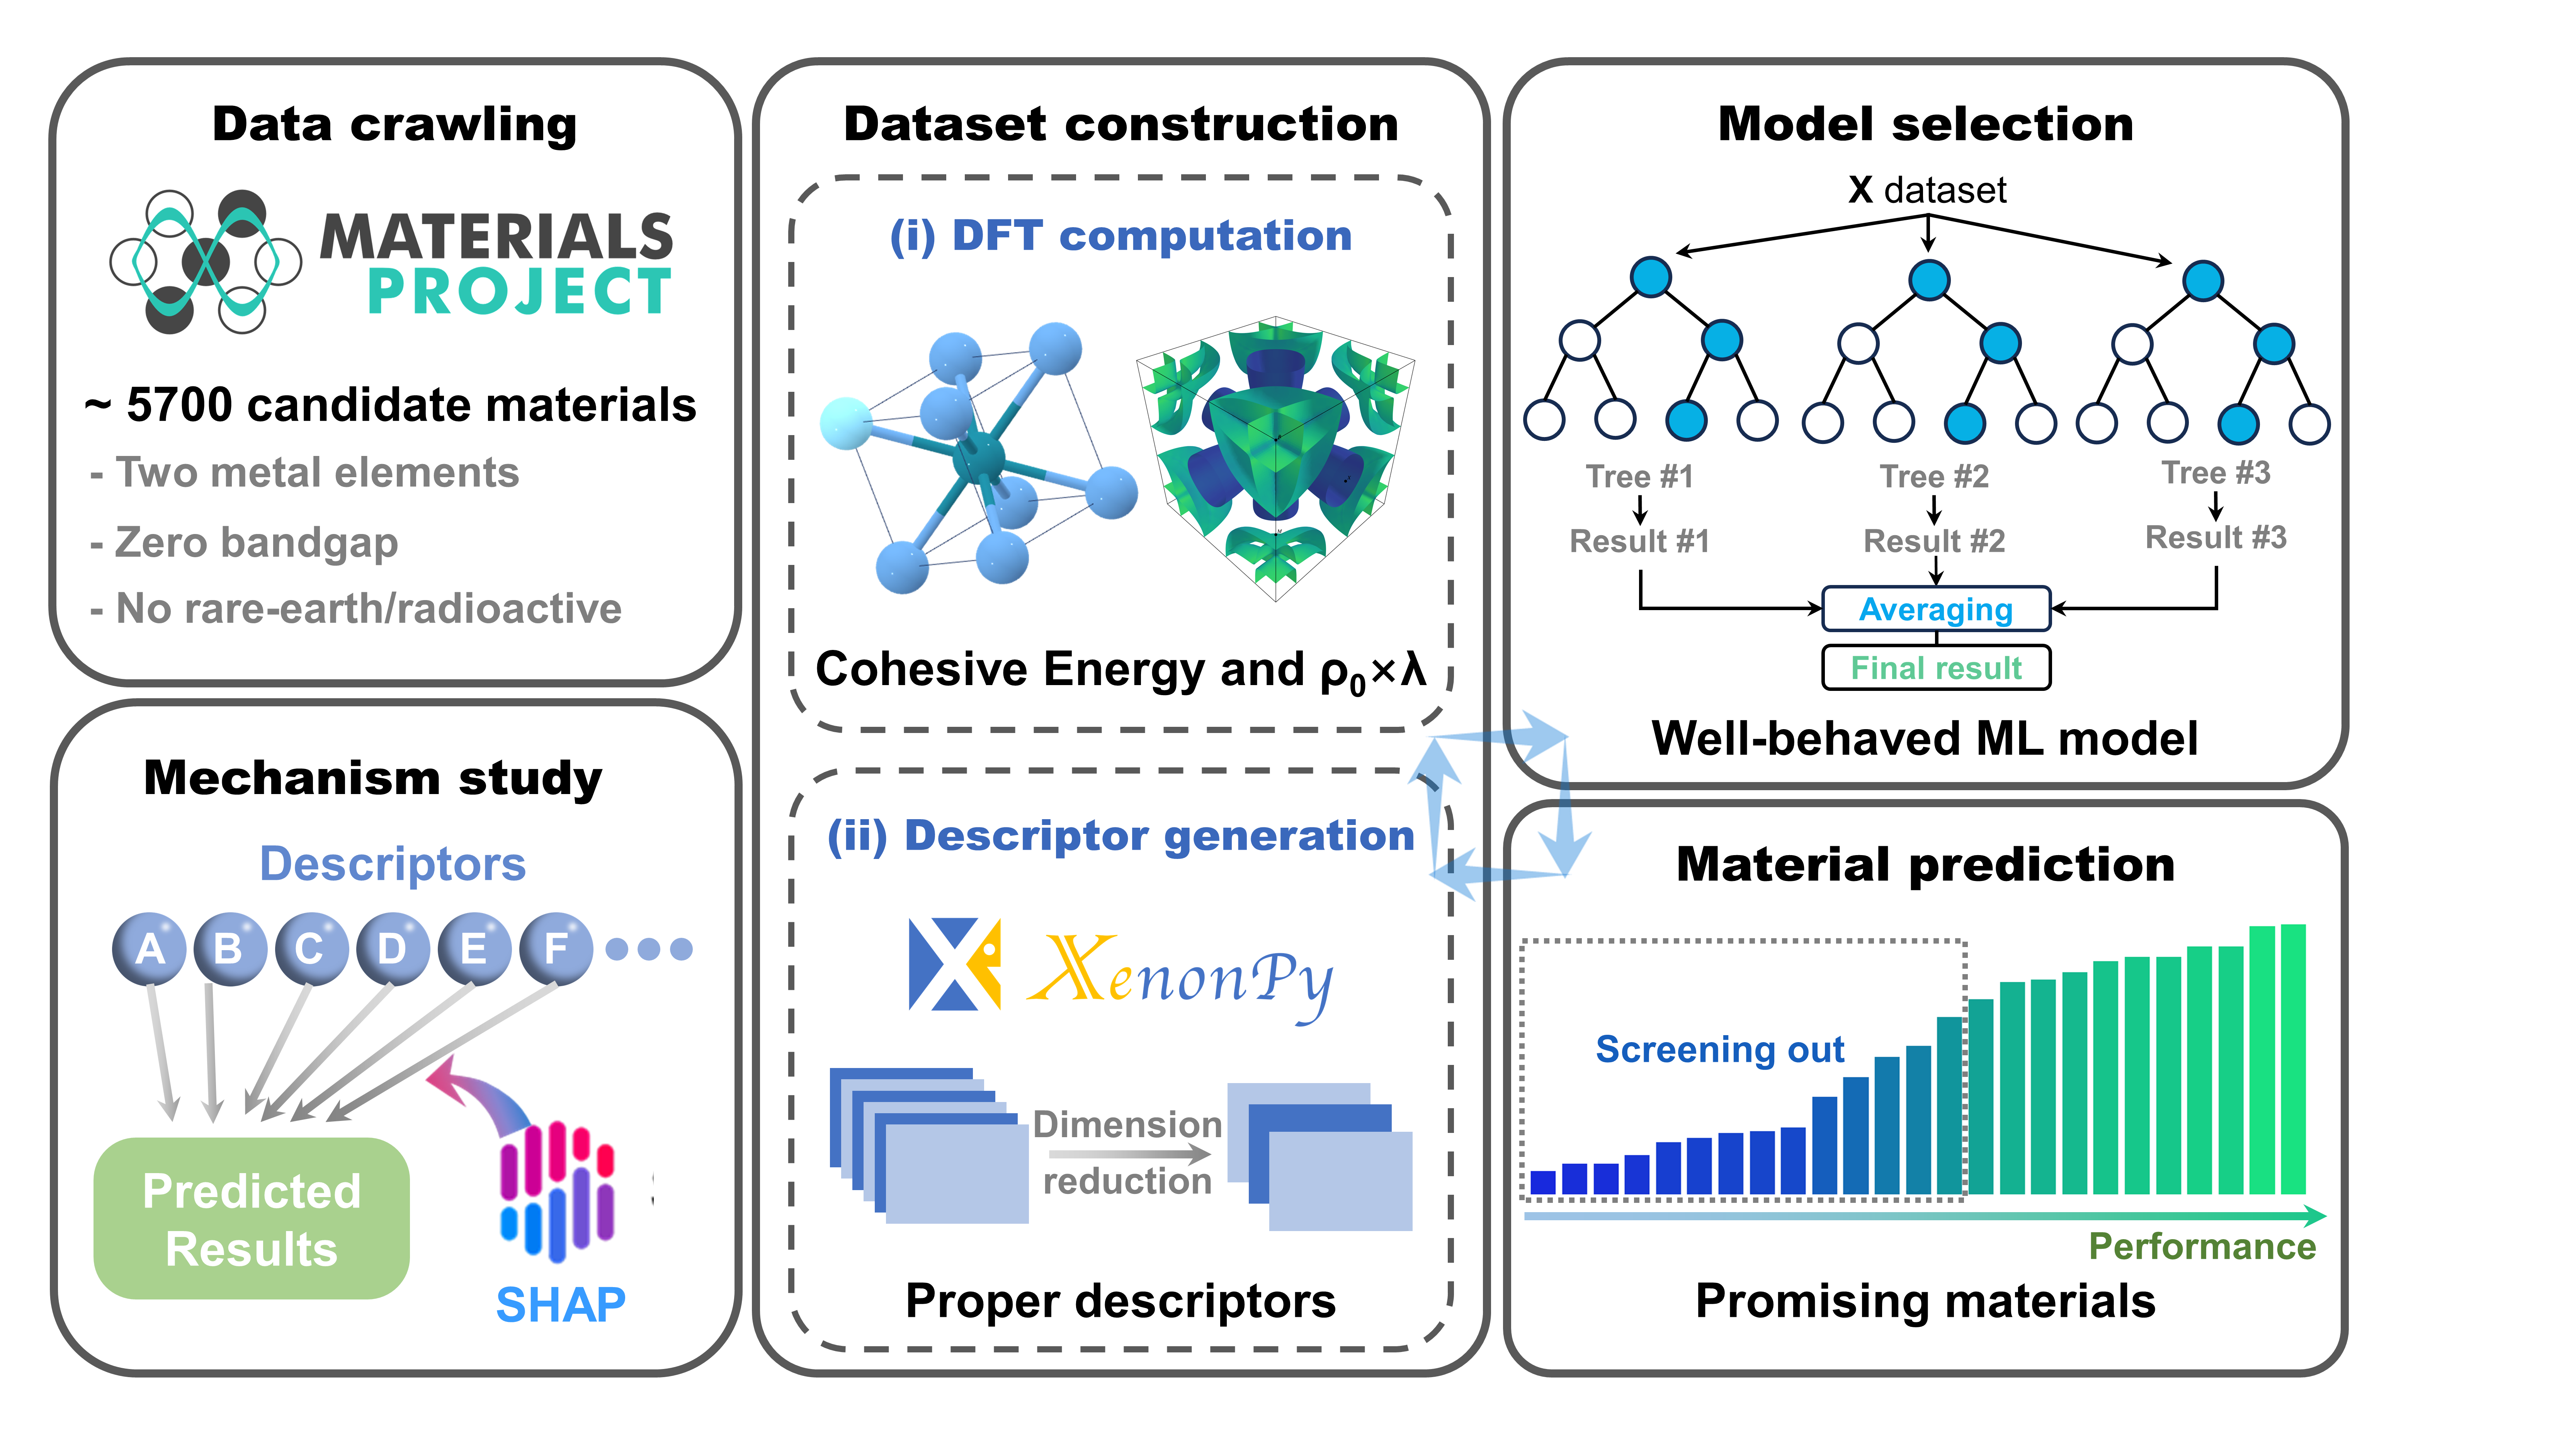 Data crawling
MATERIALS
PROJECT
~ 5700 candidate materials
- Two metal elements
- Zero bandgap
- No rare-earth/radioactive
Mechanism study
Descriptors
A B C D E F
Predicted
Results
SHAP
Dataset construction
(i) DFT computation
Cohesive Energy and ρ₀×λ
(ii) Descriptor generation
XenonPy
Dimension
reduction
Proper descriptors
Model selection
X dataset
Tree #1 Tree #2 Tree #3
Result #1 Result #2 Result #3
Averaging
Final result
Well-behaved ML model
Material prediction
Screening out
Performance
Promising materials